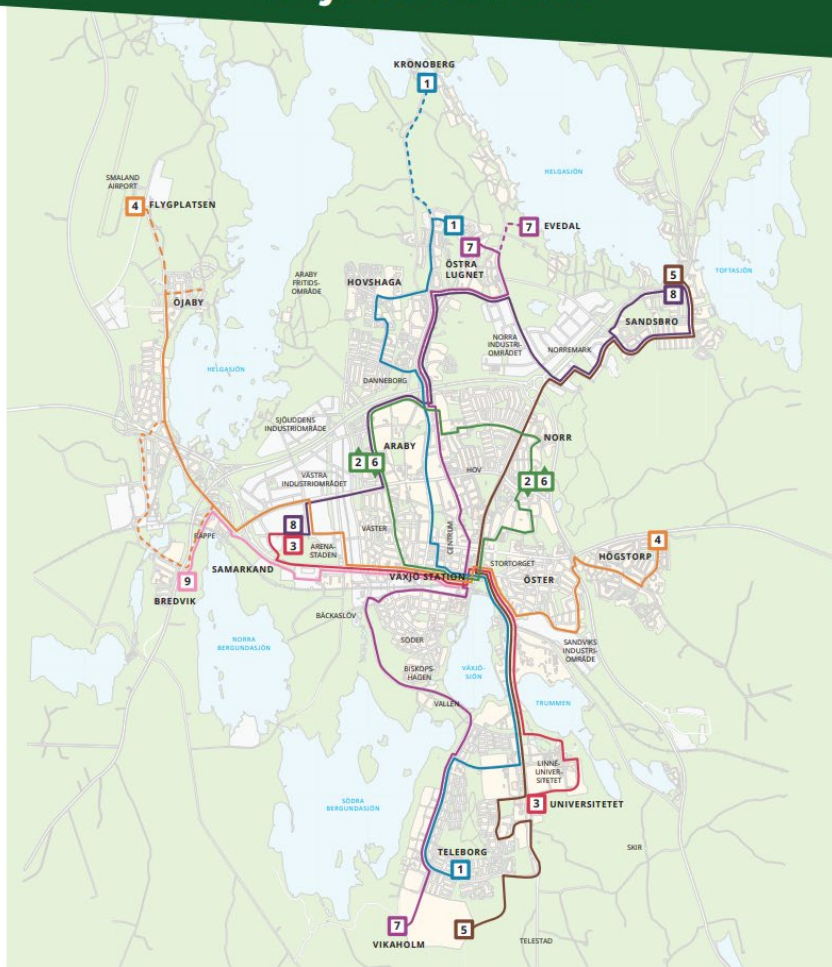 KRÖNOBERG
1
HELGASJÖN
SMALAND
AIRPORT
4 FLYGPLATSEN
1
7 EVEDAL
7
ÖSTRA
LUGNET
5
8
TOFTASJÖN
ARABY
FRITIDS-
OMRÅDE
HOVSHAGA
ÖJABY
SANDSBRO
NORRA
INDUSTRI-
OMRÅDET
NORREMARK
HELGASJÖN
DANNEBORG
SJÖUDDENS
INDUSTRIOMRÅDE
ARABY
NORR
2 6
HOV
VÄSTRA
INDUSTRIOMRÅDET
2 6
8
3
VÄSTER
CENTRUM
RÄPPE
ARENA-
STADEN
4
HÖGSTORP
SAMARKAND
STORTORGET
VÄXJÖ STATION
ÖSTER
9
BREDVIK
BÄCKASLÖV
NORRA
BERGUNDASJÖN
SÖDER
SANDVIKS
INDUSTRI-
OMRÅDE
BISKOPS-
HAGEN
VÄXJÖ-
SJÖN
VALLEN
TRUMMEN
LINNÉ-
UNIVER-
SITETET
SÖDRA
BERGUNDASJÖN
3 UNIVERSITETET
SKIR
TELEBORG
1
7
VIKAHOLM
5
TELESTAD